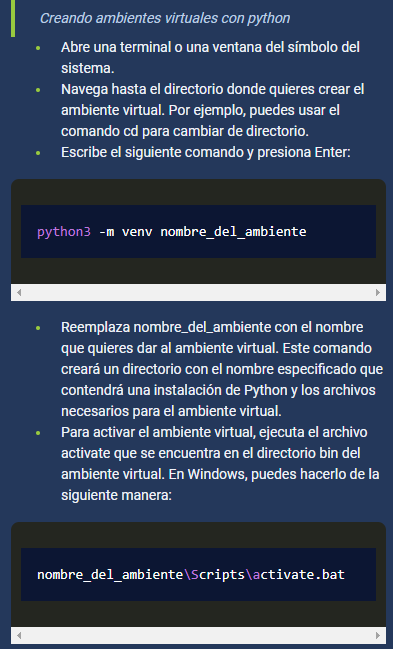 Creando ambientes virtuales con python
Abre una terminal o una ventana del símbolo del
sistema.
Navega hasta el directorio donde quieres crear el
ambiente virtual. Por ejemplo, puedes usar el
comando cd para cambiar de directorio.
Escribe el siguiente comando y presiona Enter:
python3 -m venv nombre_del_ambiente
Reemplaza nombre_del_ambiente con el nombre
que quieres dar al ambiente virtual. Este comando
creará un directorio con el nombre especificado que
contendrá una instalación de Python y los archivos
necesarios para el ambiente virtual.
Para activar el ambiente virtual, ejecuta el archivo
activate que se encuentra en el directorio bin del
ambiente virtual. En Windows, puedes hacerlo de la
siguiente manera:
nombre_del_ambiente\Scripts\activate.bat